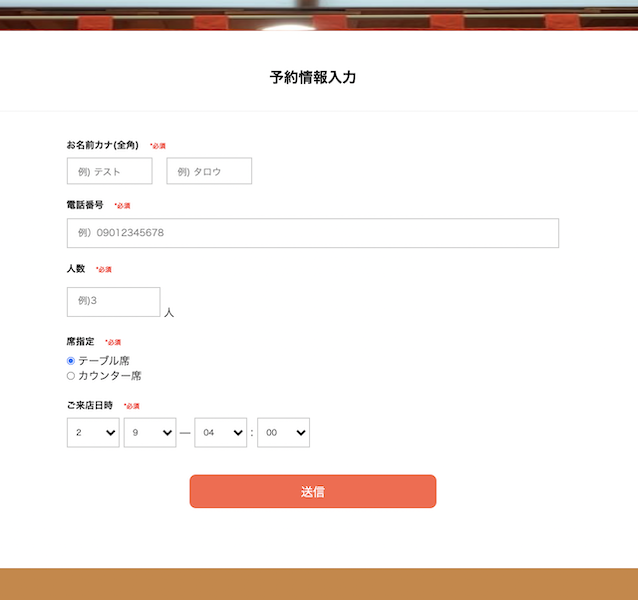 予約情報入力
お名前カナ(全角) *必須
例) テスト 例) タロウ
電話番号 *必須
例）09012345678
人数 *必須
例)3 人
席指定 *必須
テーブル席
カウンター席
ご来店日時 *必須
2 9 — 04 : 00
送信